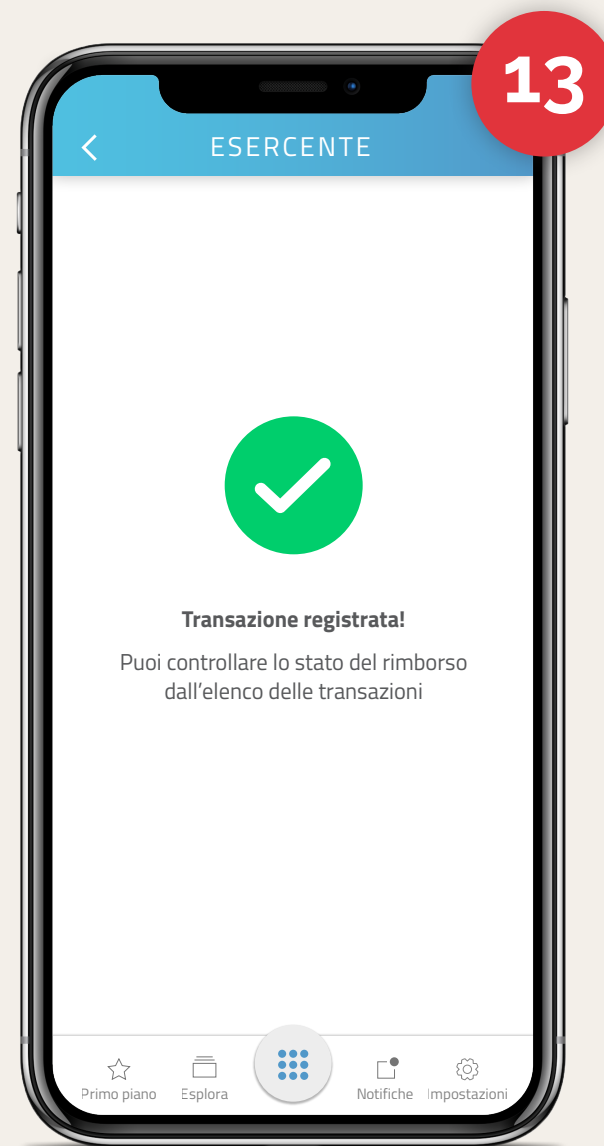 13
ESERCENTE
Transazione registrata!
Puoi controllare lo stato del rimborso
dall'elenco delle transazioni
Primo piano
Esplora
Notifiche
Impostazioni